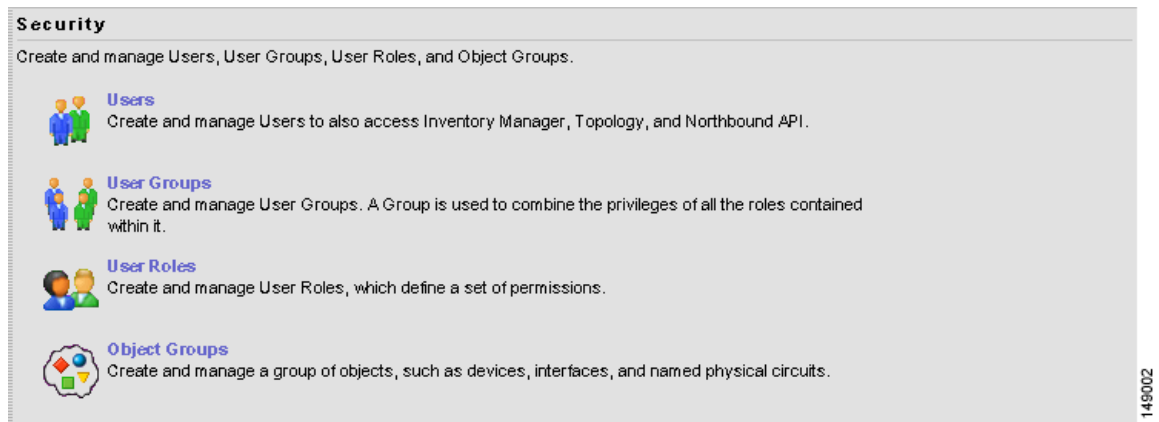 Security
Create and manage Users, User Groups, User Roles, and Object Groups.
Users
Create and manage Users to also access Inventory Manager, Topology, and Northbound API.
User Groups
Create and manage User Groups. A Group is used to combine the privileges of all the roles contained
within it.
User Roles
Create and manage User Roles, which define a set of permissions.
Object Groups
Create and manage a group of objects, such as devices, interfaces, and named physical circuits.
149002